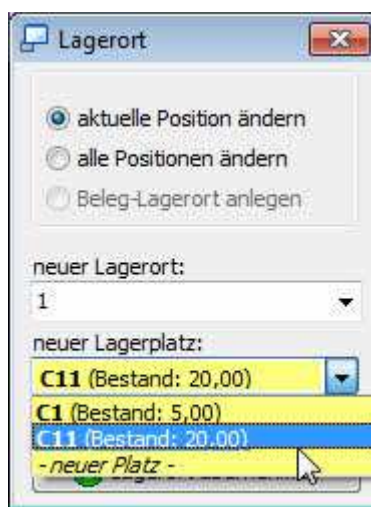 Lagerort
aktuelle Position ändern
alle Positionen ändern
Beleg-Lagerort anlegen
neuer Lagerort:
1
neuer Lagerplatz:
C11 (Bestand: 20,00)
C1 (Bestand: 5,00)
C11 (Bestand: 20,00)
- neuer Platz -